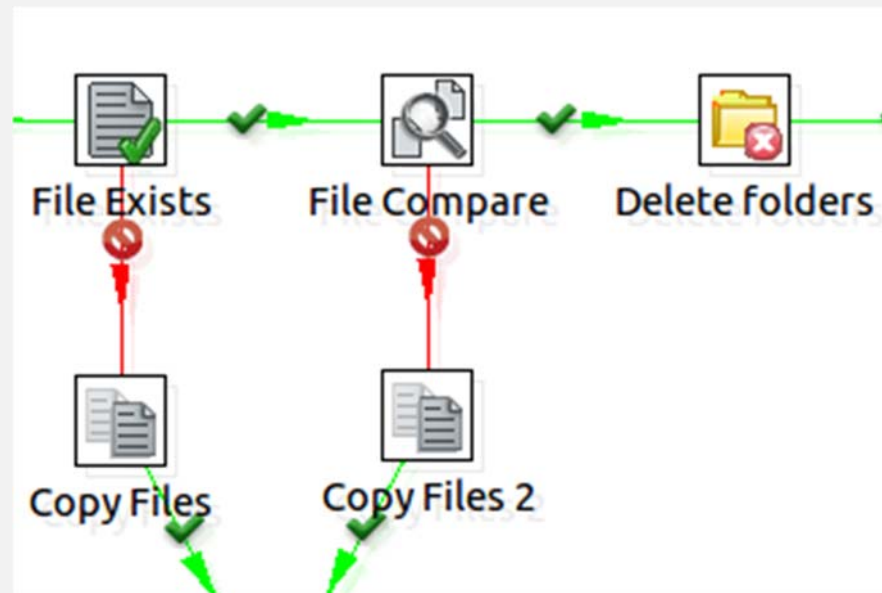 File Exists
File Compare
Delete folders
Copy Files
Copy Files 2